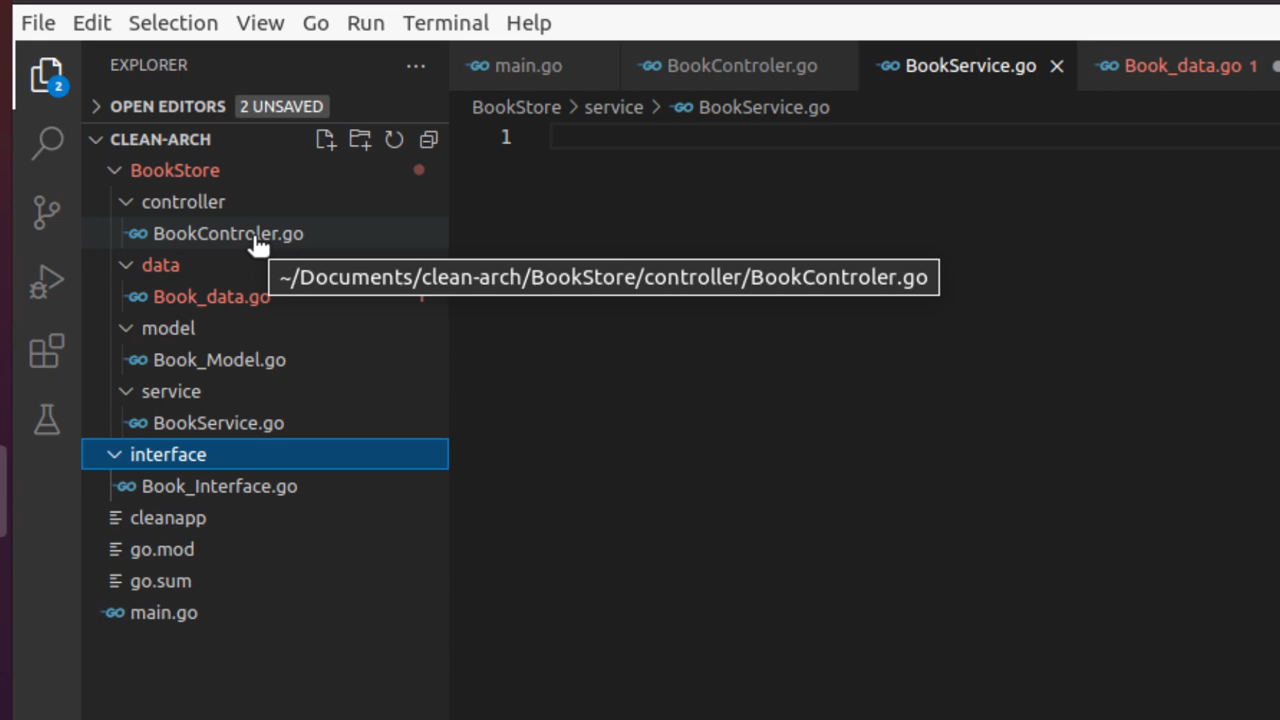 File Edit Selection View Go Run Terminal Help
EXPLORER ...
main.go BookControler.go BookService.go Book_data.go 1
2
OPEN EDITORS 2 UNSAVED
BookStore > service > BookService.go
CLEAN-ARCH
1
BookStore
controller
BookControler.go
data
~/Documents/clean-arch/BookStore/controller/BookControler.go
Book_data.go
model
Book_Model.go
service
BookService.go
interface
Book_Interface.go
cleanapp
go.mod
go.sum
main.go